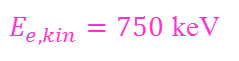 E_{e,kin} = 750 keV